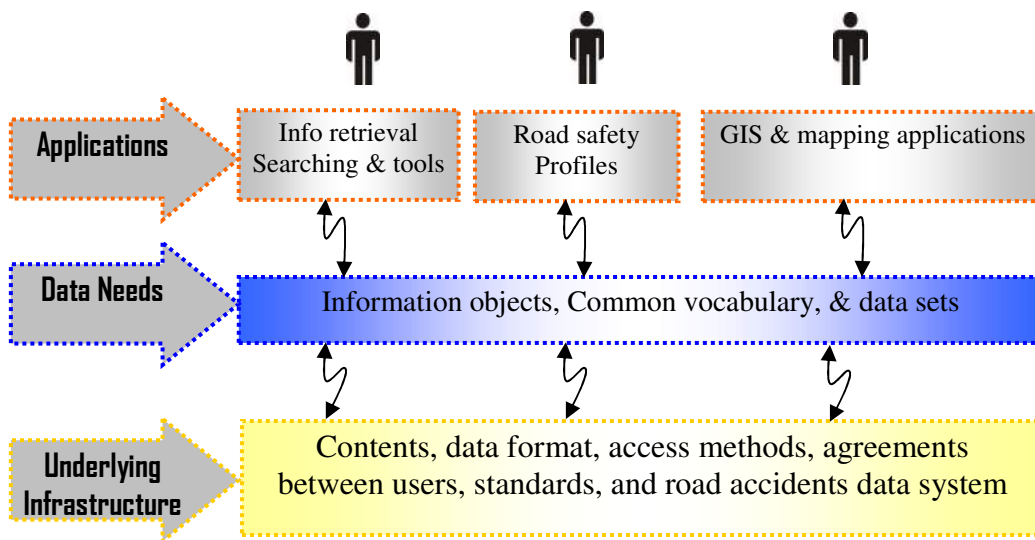 Applications
Info retrieval
Searching & tools
Road safety
Profiles
GIS & mapping applications
Data Needs
Information objects, Common vocabulary, & data sets
Underlying
Infrastructure
Contents, data format, access methods, agreements
between users, standards, and road accidents data system